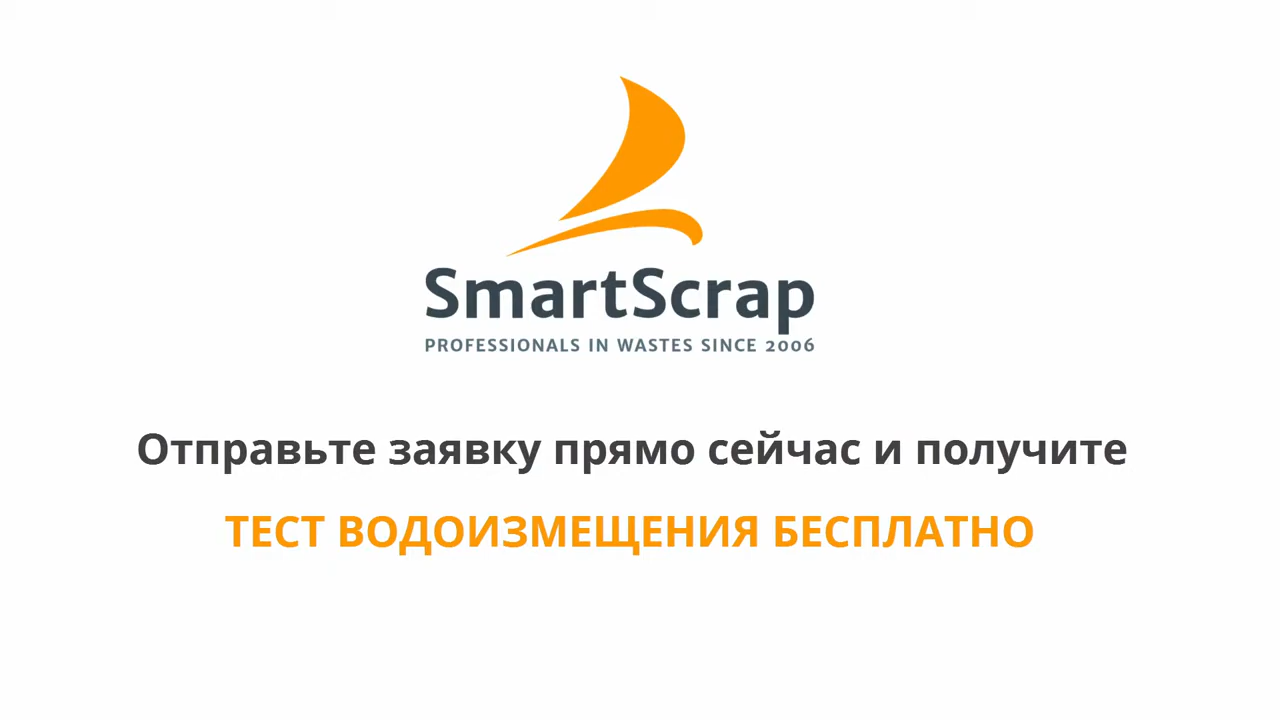 SmartScrap
PROFESSIONALS IN WASTES SINCE 2006
Отправьте заявку прямо сейчас и получите
ТЕСТ ВОДОИЗМЕЩЕНИЯ БЕСПЛАТНО